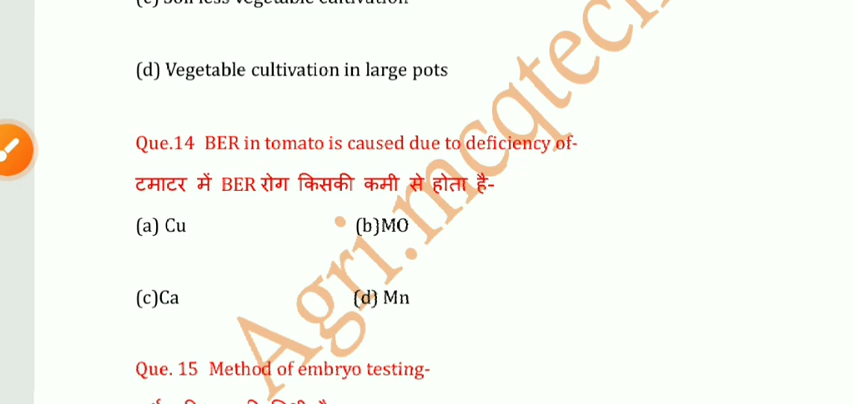 (d) Vegetable cultivation in large pots
Que.14 BER in tomato is caused due to deficiency of-
टमाटर में BER रोग किसकी कमी से होता है-
(a) Cu (b)MO
(c)Ca (d) Mn
Que. 15 Method of embryo testing-
Agri.mcqtech